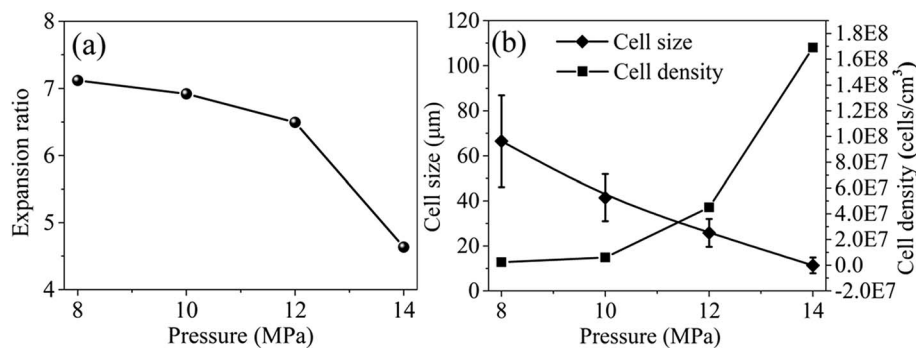 (a)
8
7
6
5
4
Expansion ratio
8 10 12 14
Pressure (MPa)
(b)
Cell size
Cell density
120
100
80
60
40
20
0
Cell size (μm)
8 10 12 14
Pressure (MPa)
1.8E8
1.6E8
1.4E8
1.2E8
1.0E8
8.0E7
6.0E7
4.0E7
2.0E7
0.0
-2.0E7
Cell density (cells/cm³)